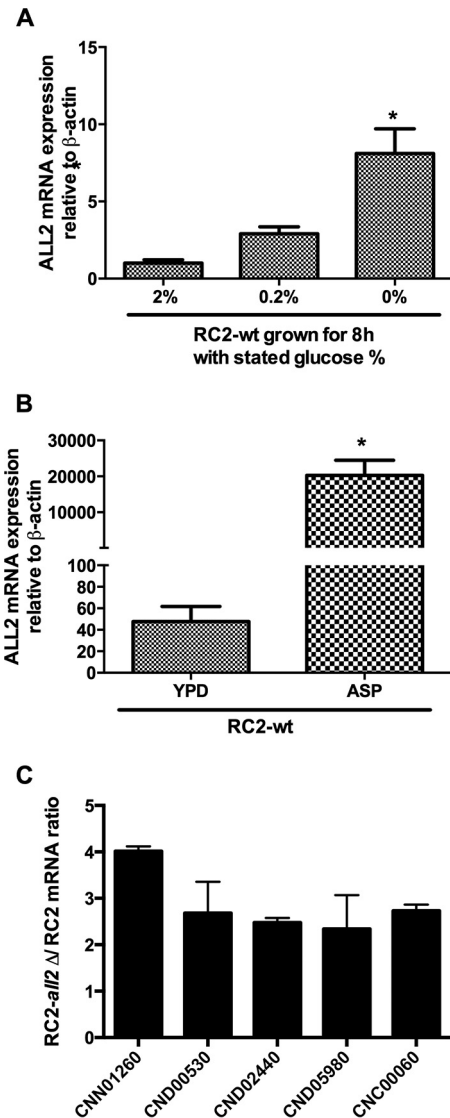 A
ALL2 mRNA expression
relative to β-actin
*
15
10
5
0
*
2%
0.2%
0%
RC2-wt grown for 8h
with stated glucose %
B
ALL2 mRNA expression
relative to β-actin
30000
20000
10000
100
80
60
40
20
0
*
YPD
ASP
RC2-wt
C
RC2-all2 Δ/ RC2 mRNA ratio
5
4
3
2
1
0
CNN01260
CND00530
CND02440
CND05980
CNC00060